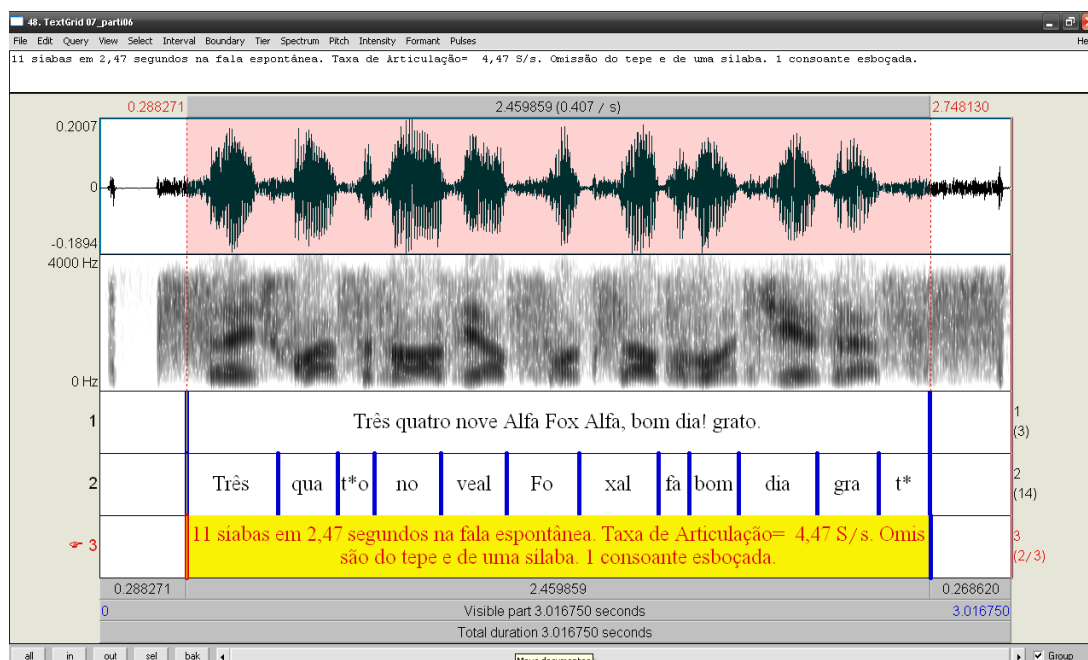 48. TextGrid 07_parti06
File Edit Query View Select Interval Boundary Tier Spectrum Pitch Intensity Formant Pulses He
11 síabas em 2,47 segundos na fala espontânea. Taxa de Articulação=  4,47 S/s. Omissão do tepe e de uma sílaba. 1 consoante esboçada.
0.288271 2.459859 (0.407 / s) 2.748130
0.2007
0
-0.1894
4000 Hz
0 Hz
1 Três quatro nove Alfa Fox Alfa, bom dia! grato. 1
(3)
2 Três qua t*o no veal Fo xal fa bom dia gra t* 2
(14)
3 11 síabas em 2,47 segundos na fala espontânea. Taxa de Articulação=  4,47 S/s. Omis 3
são do tepe e de uma sílaba. 1 consoante esboçada. (2/3)
0.288271 2.459859 0.268620
0 Visible part 3.016750 seconds 3.016750
Total duration 3.016750 seconds
all in out sel bak Group